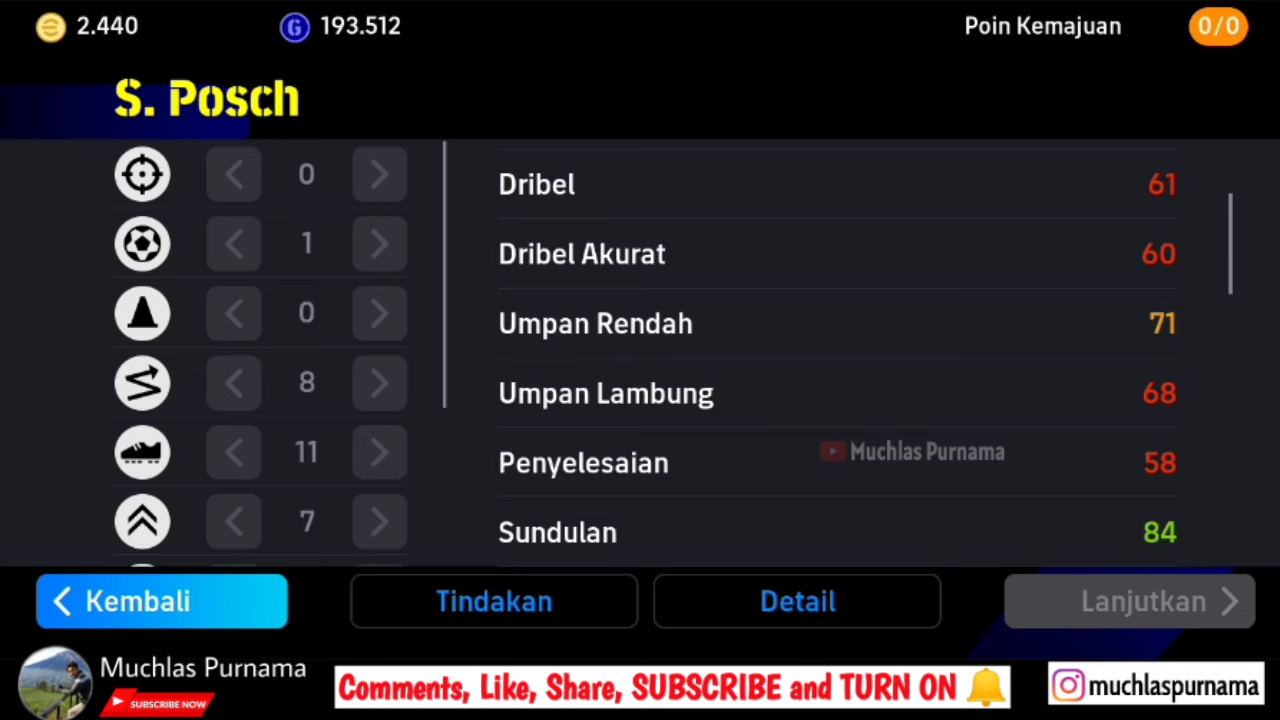 2.440
193.512
Poin Kemajuan
0/0
S. Posch
0
1
0
8
11
7
Dribel 61
Dribel Akurat 60
Umpan Rendah 71
Umpan Lambung 68
Muchlas Purnama
Penyelesaian 58
Sundulan 84
Kembali
Tindakan
Detail
Lanjutkan
Muchlas Purnama
SUBSCRIBE NOW
Comments, Like, Share, SUBSCRIBE and TURN ON
muchlaspurnama